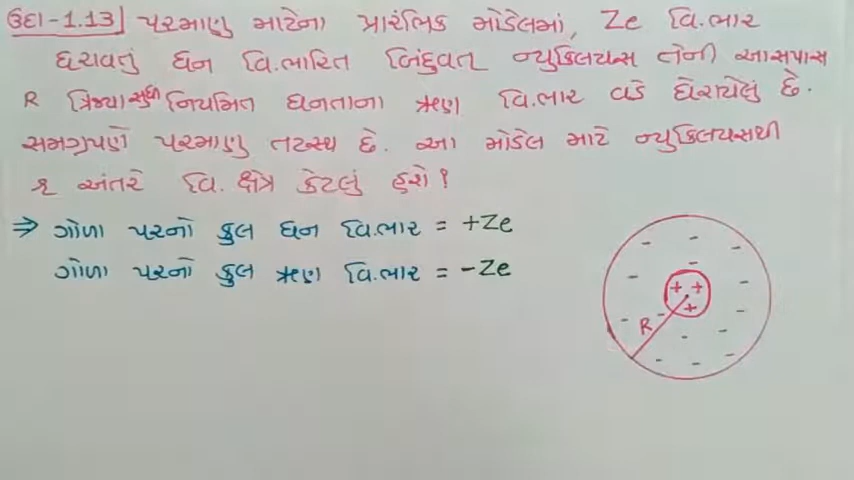 ઉદા-1.13] પરમાણુ માટેના પ્રારંભિક મોડેલમાં, Ze વિ.ભાર
ધરાવતું ધન વિ.ભારિત બિંદુવત્ ન્યુક્લિયસ તેની આસપાસ
R ત્રિજ્યા સુધી નિયમિત ઘનતાના ઋણ વિ.ભાર વડે ઘેરાયેલું છે.
સમગ્રપણે પરમાણુ તટસ્થ છે. આ મોડેલ માટે ન્યુક્લિયસથી
r અંતરે વિ. ક્ષેત્ર કેટલું હશે?
⇒ ગોળા પરનો કુલ ધન વિ.ભાર = +Ze
ગોળા પરનો કુલ ઋણ વિ.ભાર = -Ze
R